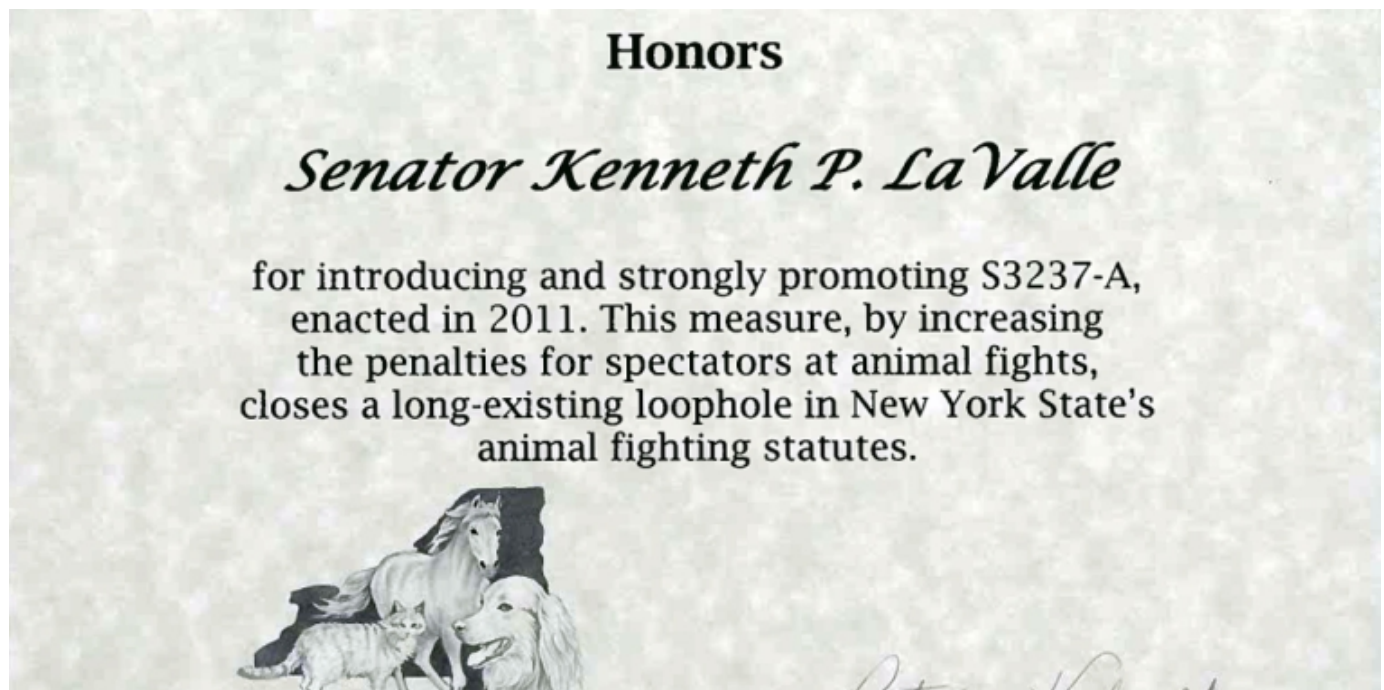 Honors
Senator Kenneth P. LaValle
for introducing and strongly promoting S3237-A,
enacted in 2011. This measure, by increasing
the penalties for spectators at animal fights,
closes a long-existing loophole in New York State's
animal fighting statutes.